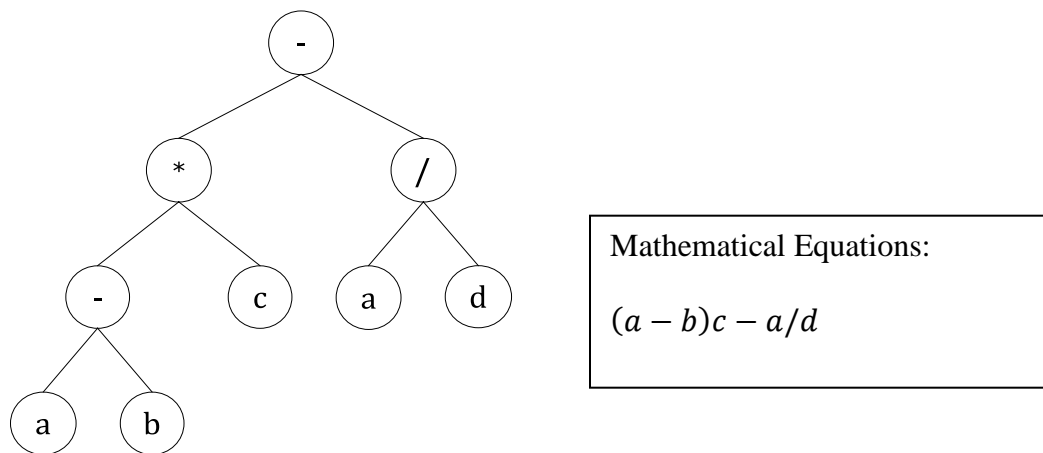 -
* /
- c a d
a b
Mathematical Equations:
(a − b)c − a/d